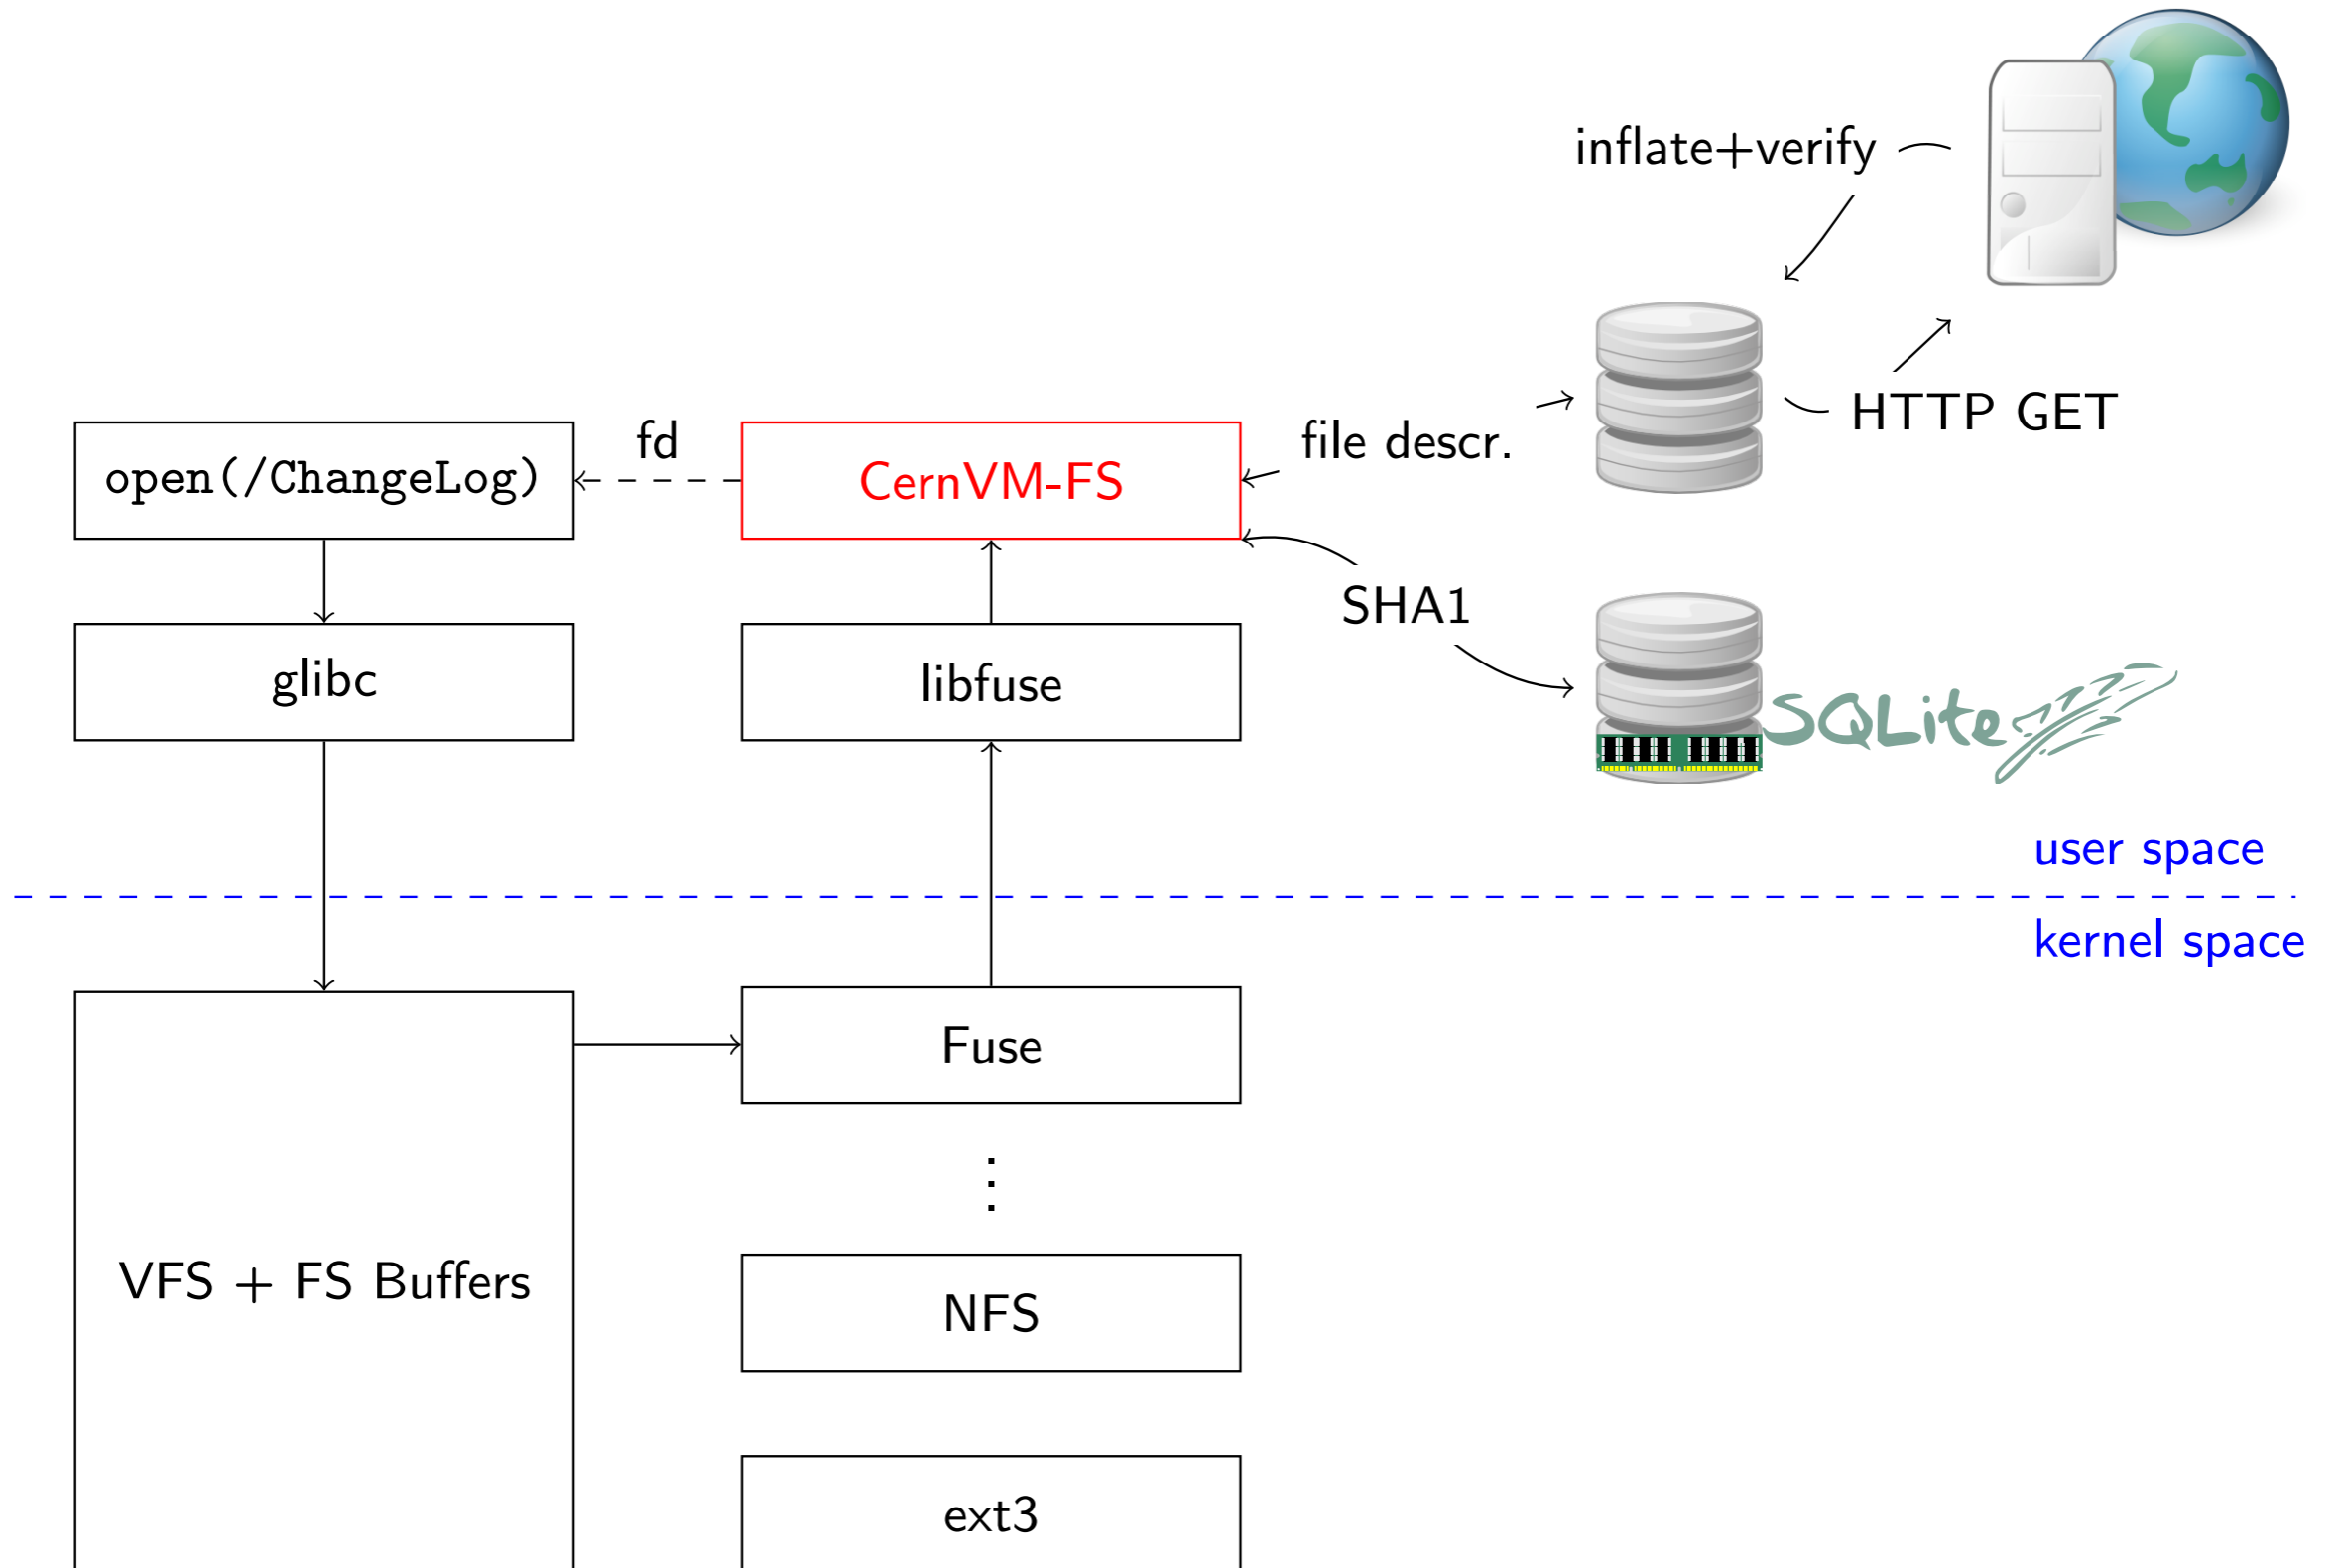 inflate+verify
HTTP GET
fd
file descr.
open(/ChangeLog)
CernVM-FS
SHA1
glibc
libfuse
SQLite
user space
kernel space
Fuse
VFS + FS Buffers
NFS
ext3